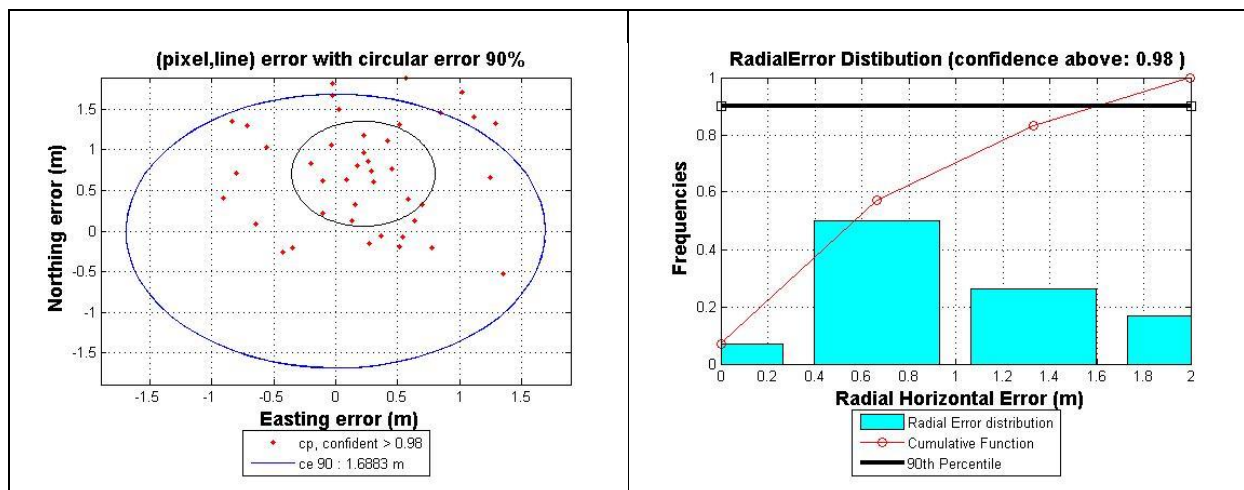 (pixel,line) error with circular error 90%
1.5
1
0.5
0
-0.5
-1
-1.5
Northing error (m)
-1.5 -1 -0.5 0 0.5 1 1.5
Easting error (m)
cp, confident > 0.98
ce 90 : 1.6883 m
RadialError Distibution (confidence above: 0.98 )
1
0.8
0.6
0.4
0.2
0
Frequencies
0 0.2 0.4 0.6 0.8 1 1.2 1.4 1.6 1.8 2
Radial Horizontal Error (m)
Radial Error distribution
Cumulative Function
90th Percentile